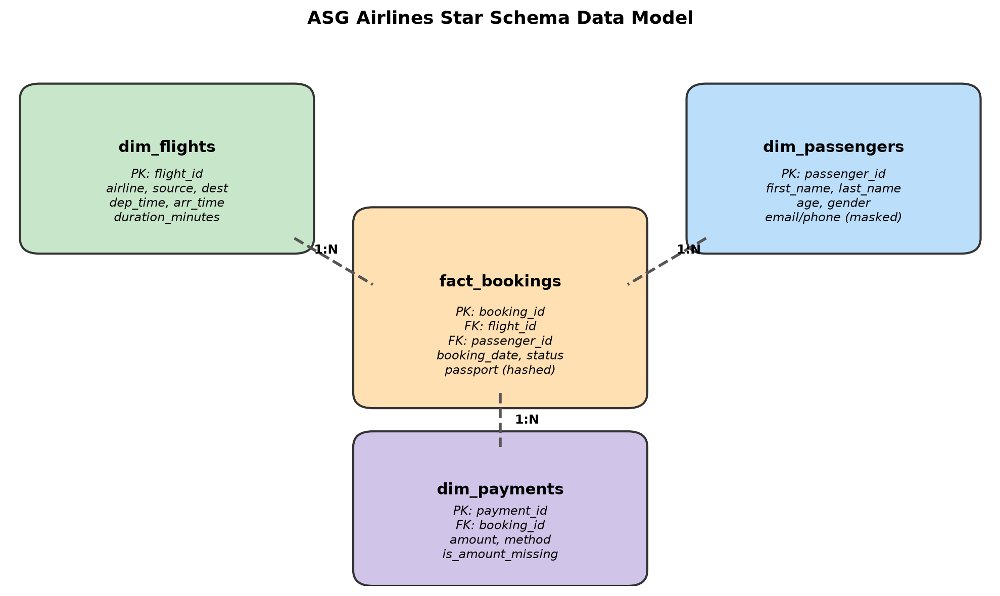 ASG Airlines Star Schema Data Model
dim_flights
PK: flight_id
airline, source, dest
dep_time, arr_time
duration_minutes
dim_passengers
PK: passenger_id
first_name, last_name
age, gender
email/phone (masked)
1:N
1:N
fact_bookings
PK: booking_id
FK: flight_id
FK: passenger_id
booking_date, status
passport (hashed)
1:N
dim_payments
PK: payment_id
FK: booking_id
amount, method
is_amount_missing